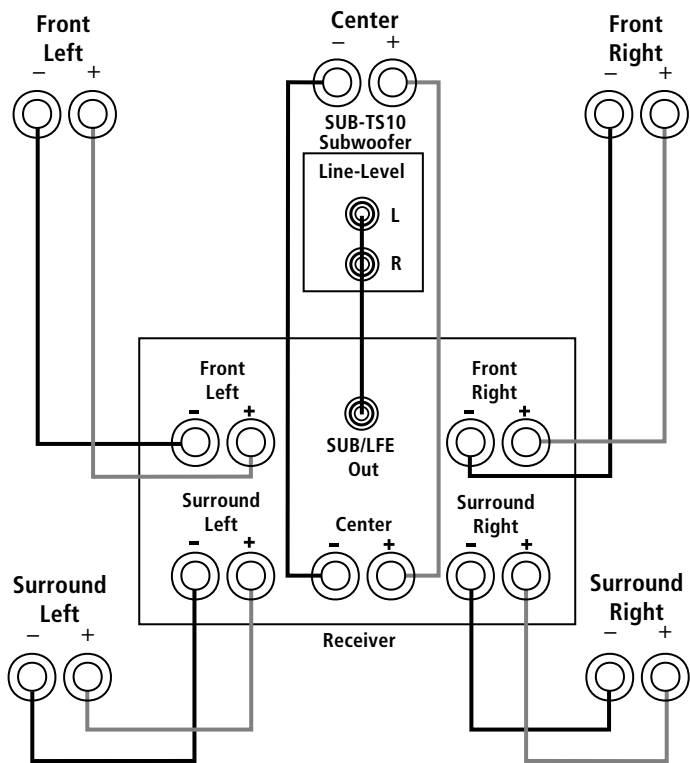 Front
Left
– +
Center
– +
Front
Right
– +
SUB-TS10
Subwoofer
Line-Level
L
R
Front
Left
- +
SUB/LFE
Out
Front
Right
- +
Surround
Left
- +
Center
- +
Surround
Right
- +
Receiver
Surround
Left
– +
Surround
Right
– +